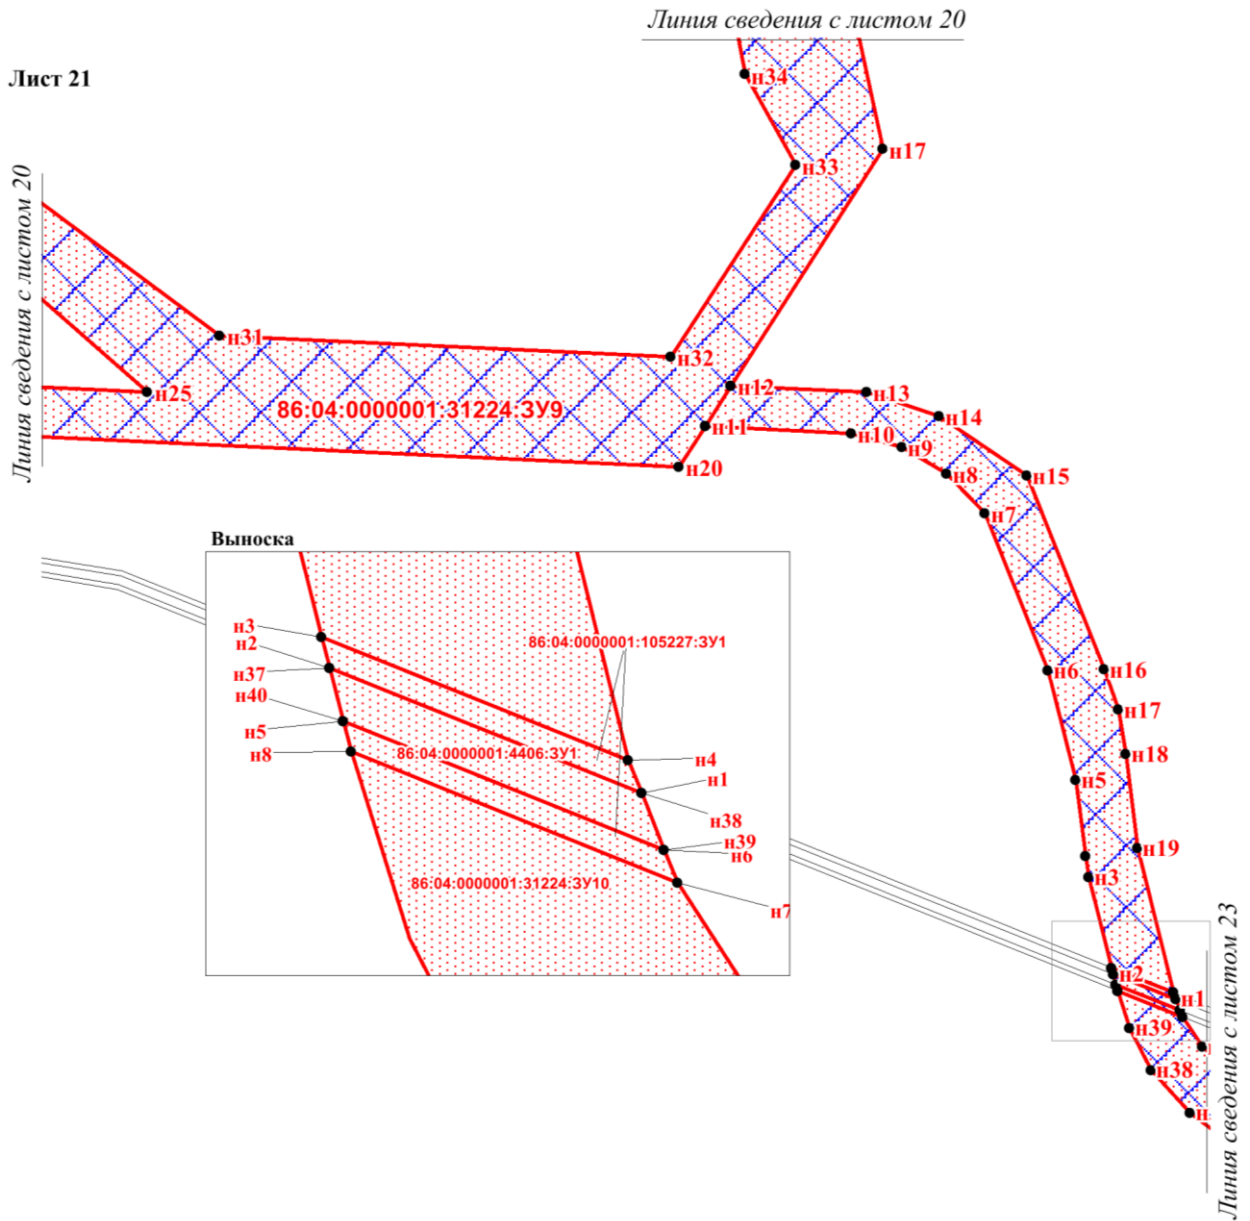 Линия сведения с листом 20
Лист 21
н34
н17
н33
Линия сведения с листом 20
н31
н32
н25
н12
н13
86:04:0000001:31224:ЗУ9
н14
н11
н10
н9
н20
н8
н15
н7
Выноска
н3
н2
86:04:0000001:105227:ЗУ1
н37
н6
н16
н40
н17
н5
86:04:0000001:4406:ЗУ1
н18
н8
н4
н1
н5
н38
н39
н6
н19
86:04:0000001:31224:ЗУ10
н3
н7
н2
н1
н39
н38
н
Линия сведения с листом 23